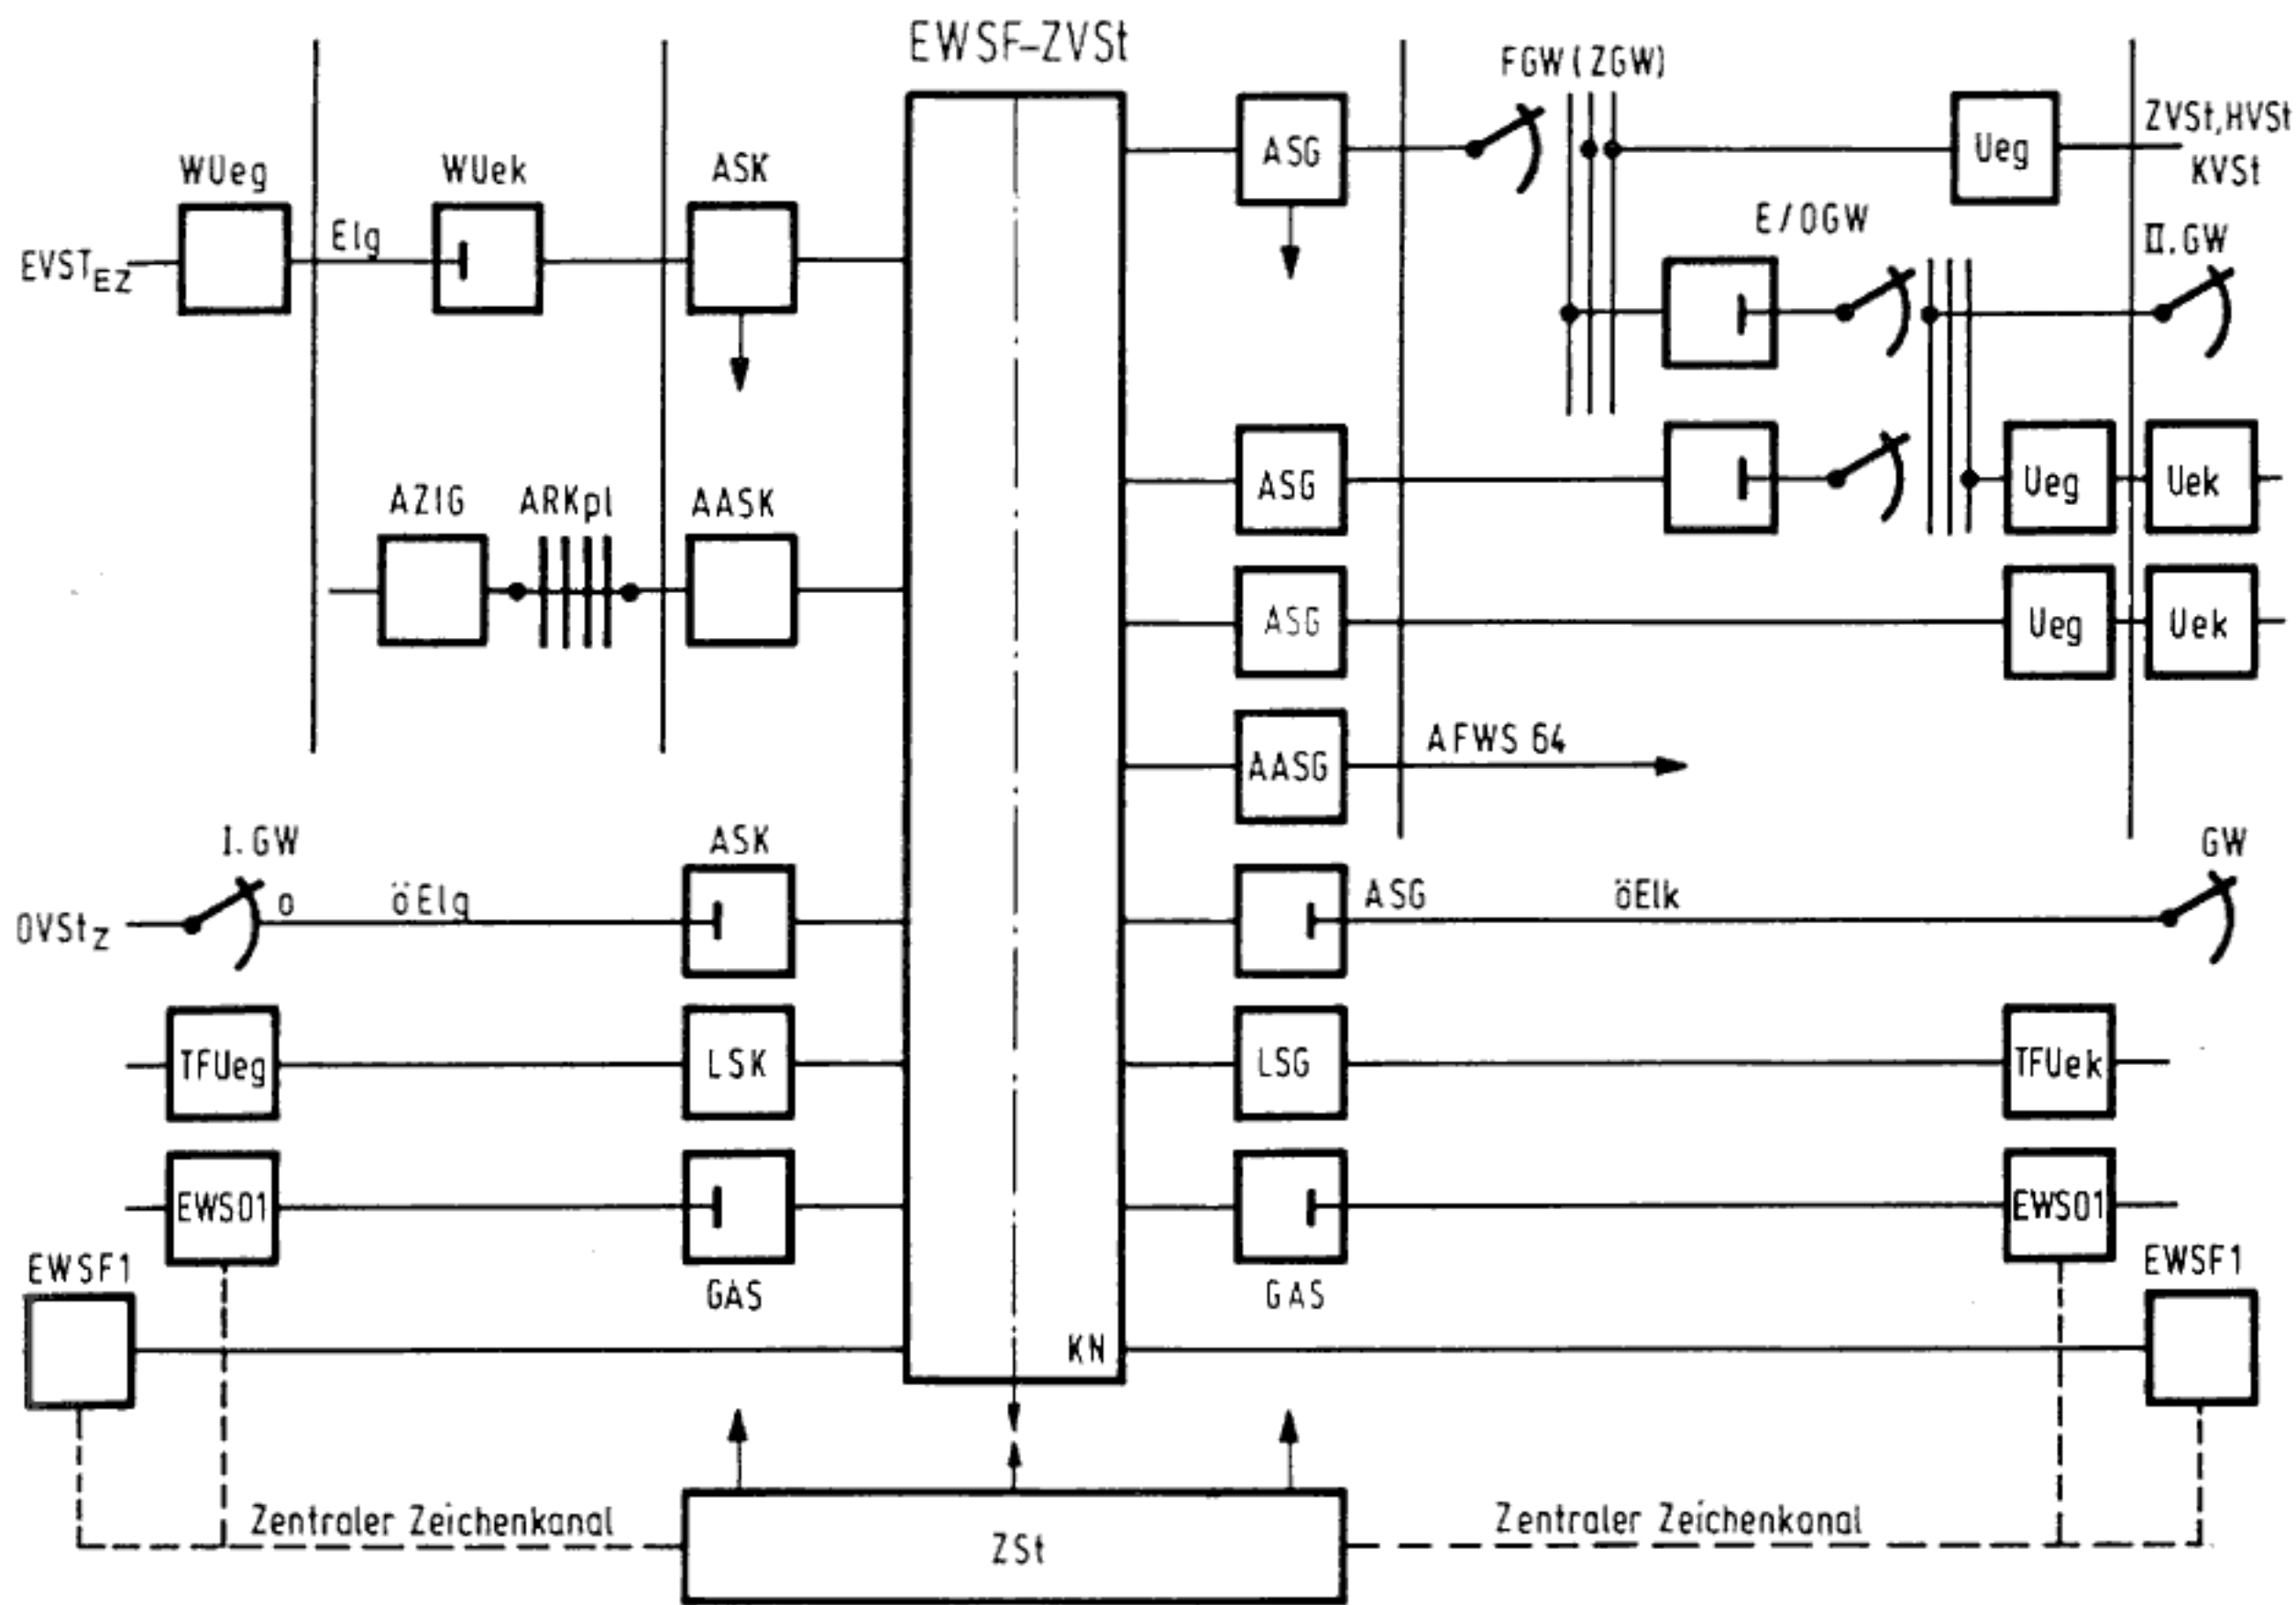 EWSF-ZVSt
FGW (ZGW)
ASG
Ueg
ZVSt, HVSt
KVSt
WUeg
WUek
ASK
EVST EZ
Elg
E/OGW
II.GW
AZIG
ARKpl
AASK
ASG
Ueg
Uek
ASG
Ueg
Uek
AASG
AFWS 64
I.GW
ASK
GW
OVSt Z
o
öElg
ASG
öElk
TFUeg
LSK
LSG
TFUek
EWSO1
EWSO1
EWSF1
GAS
GAS
EWSF1
KN
Zentraler Zeichenkanal
ZSt
Zentraler Zeichenkanal